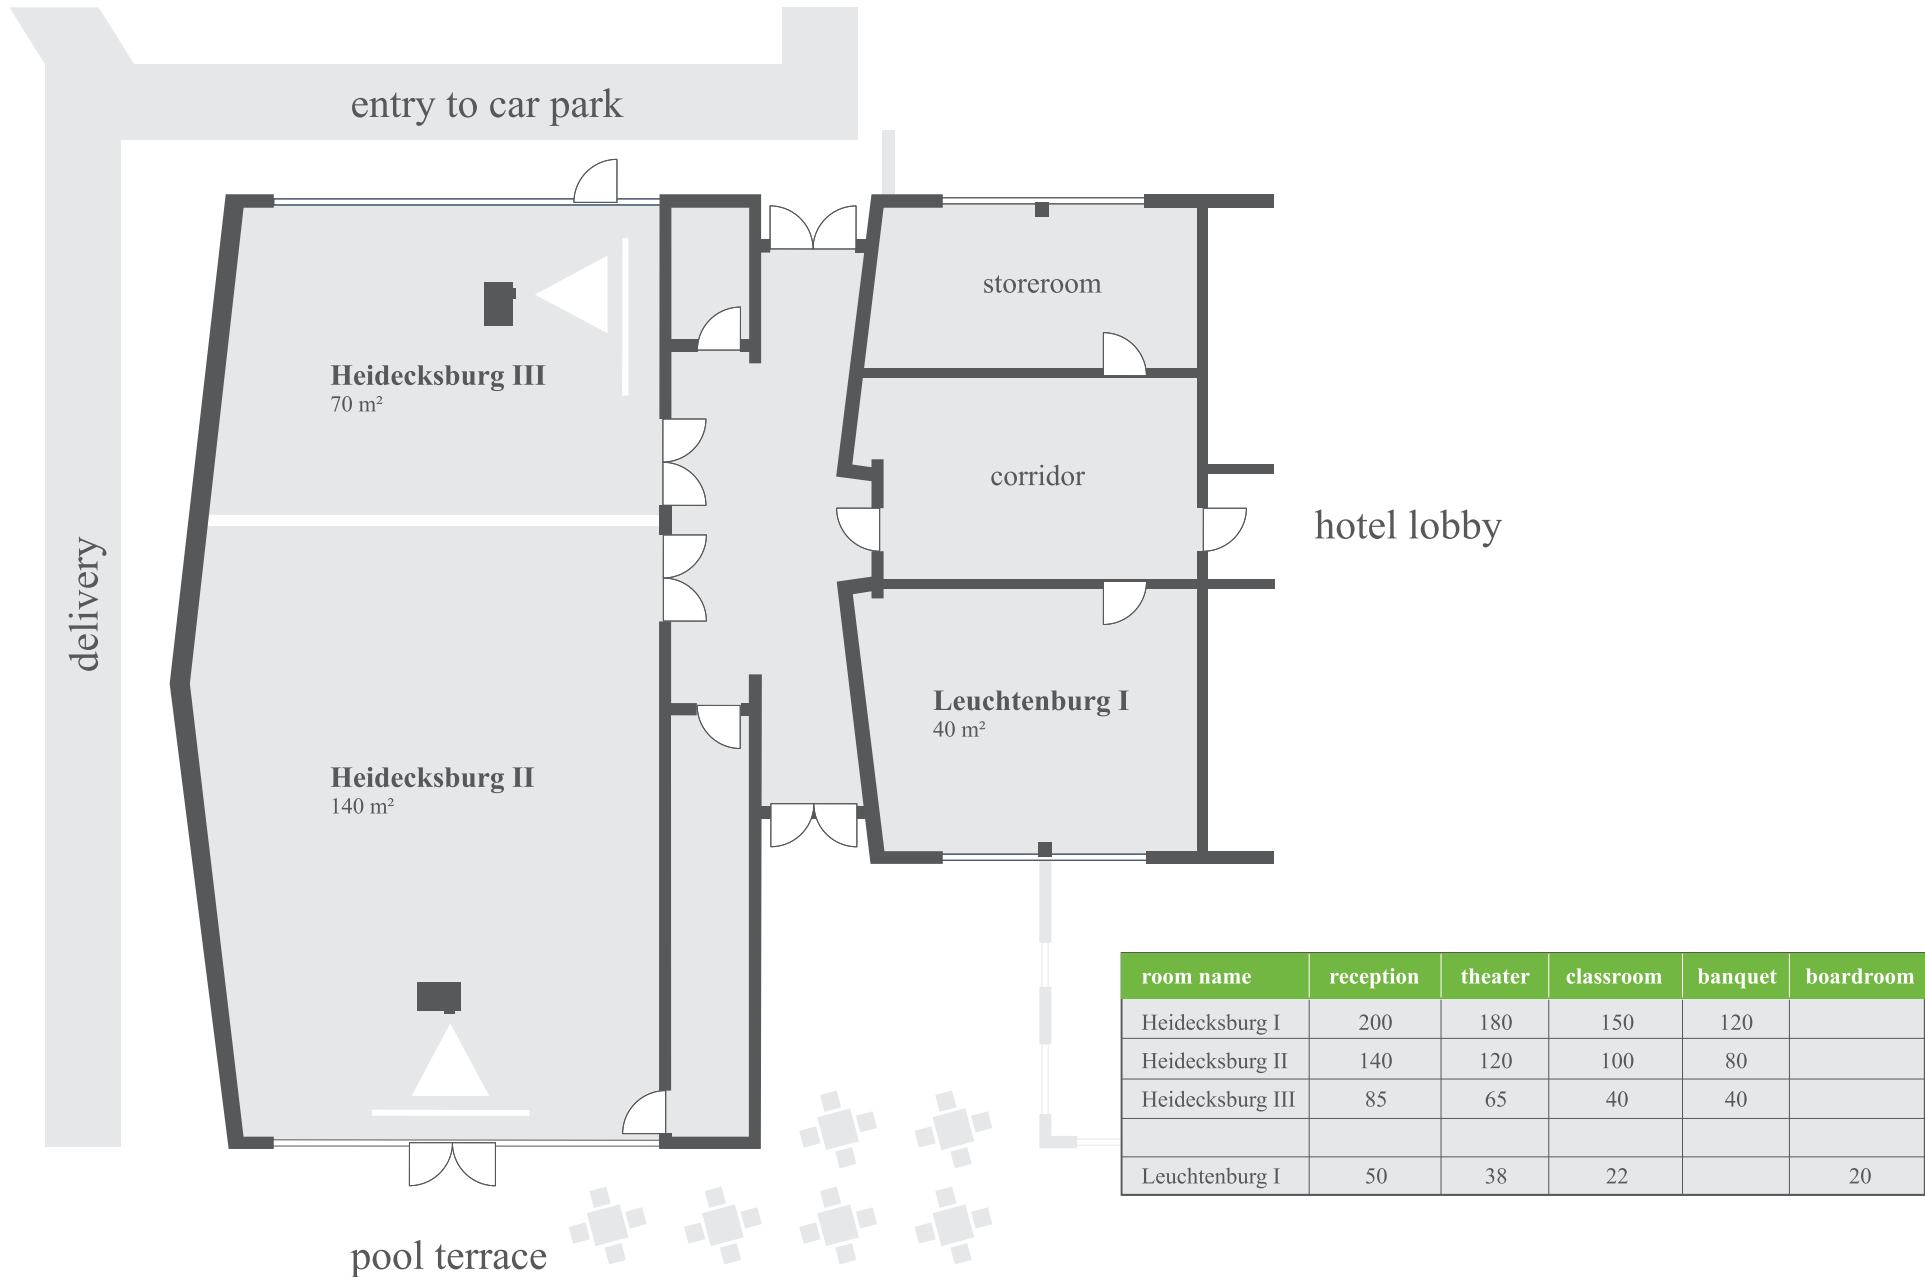 entry to car park
delivery
Heidecksburg III
70 m²
storeroom
corridor
hotel lobby
Leuchtenburg I
40 m²
Heidecksburg II
140 m²
pool terrace
room name reception theater classroom banquet boardroom
Heidecksburg I 200 180 150 120
Heidecksburg II 140 120 100 80
Heidecksburg III 85 65 40 40
Leuchtenburg I 50 38 22 20